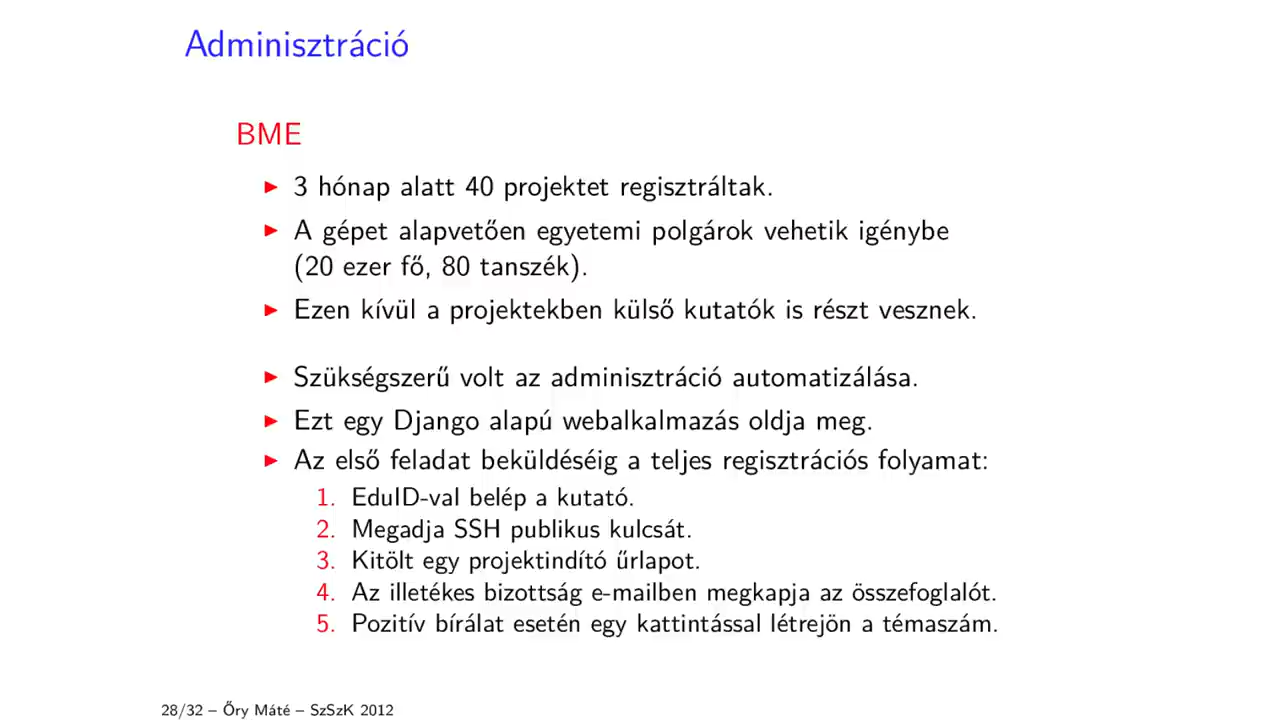 Adminisztráció
BME
▶ 3 hónap alatt 40 projektet regisztráltak.
▶ A gépet alapvetően egyetemi polgárok vehetik igénybe
(20 ezer fő, 80 tanszék).
▶ Ezen kívül a projektekben külső kutatók is részt vesznek.
▶ Szükségszerű volt az adminisztráció automatizálása.
▶ Ezt egy Django alapú webalkalmazás oldja meg.
▶ Az első feladat beküldéséig a teljes regisztrációs folyamat:
1. EduID-val belép a kutató.
2. Megadja SSH publikus kulcsát.
3. Kitölt egy projektindító űrlapot.
4. Az illetékes bizottság e-mailben megkapja az összefoglalót.
5. Pozitív bírálat esetén egy kattintással létrejön a témaszám.
28/32 – Őry Máté – SzSzK 2012